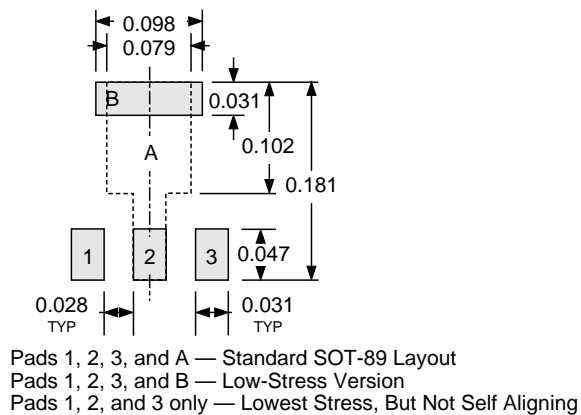 0.098
0.079
B
0.031
A
0.102
0.181
1
2
3
0.047
0.028
TYP
0.031
TYP
Pads 1, 2, 3, and A — Standard SOT-89 Layout
Pads 1, 2, 3, and B — Low-Stress Version
Pads 1, 2, and 3 only — Lowest Stress, But Not Self Aligning